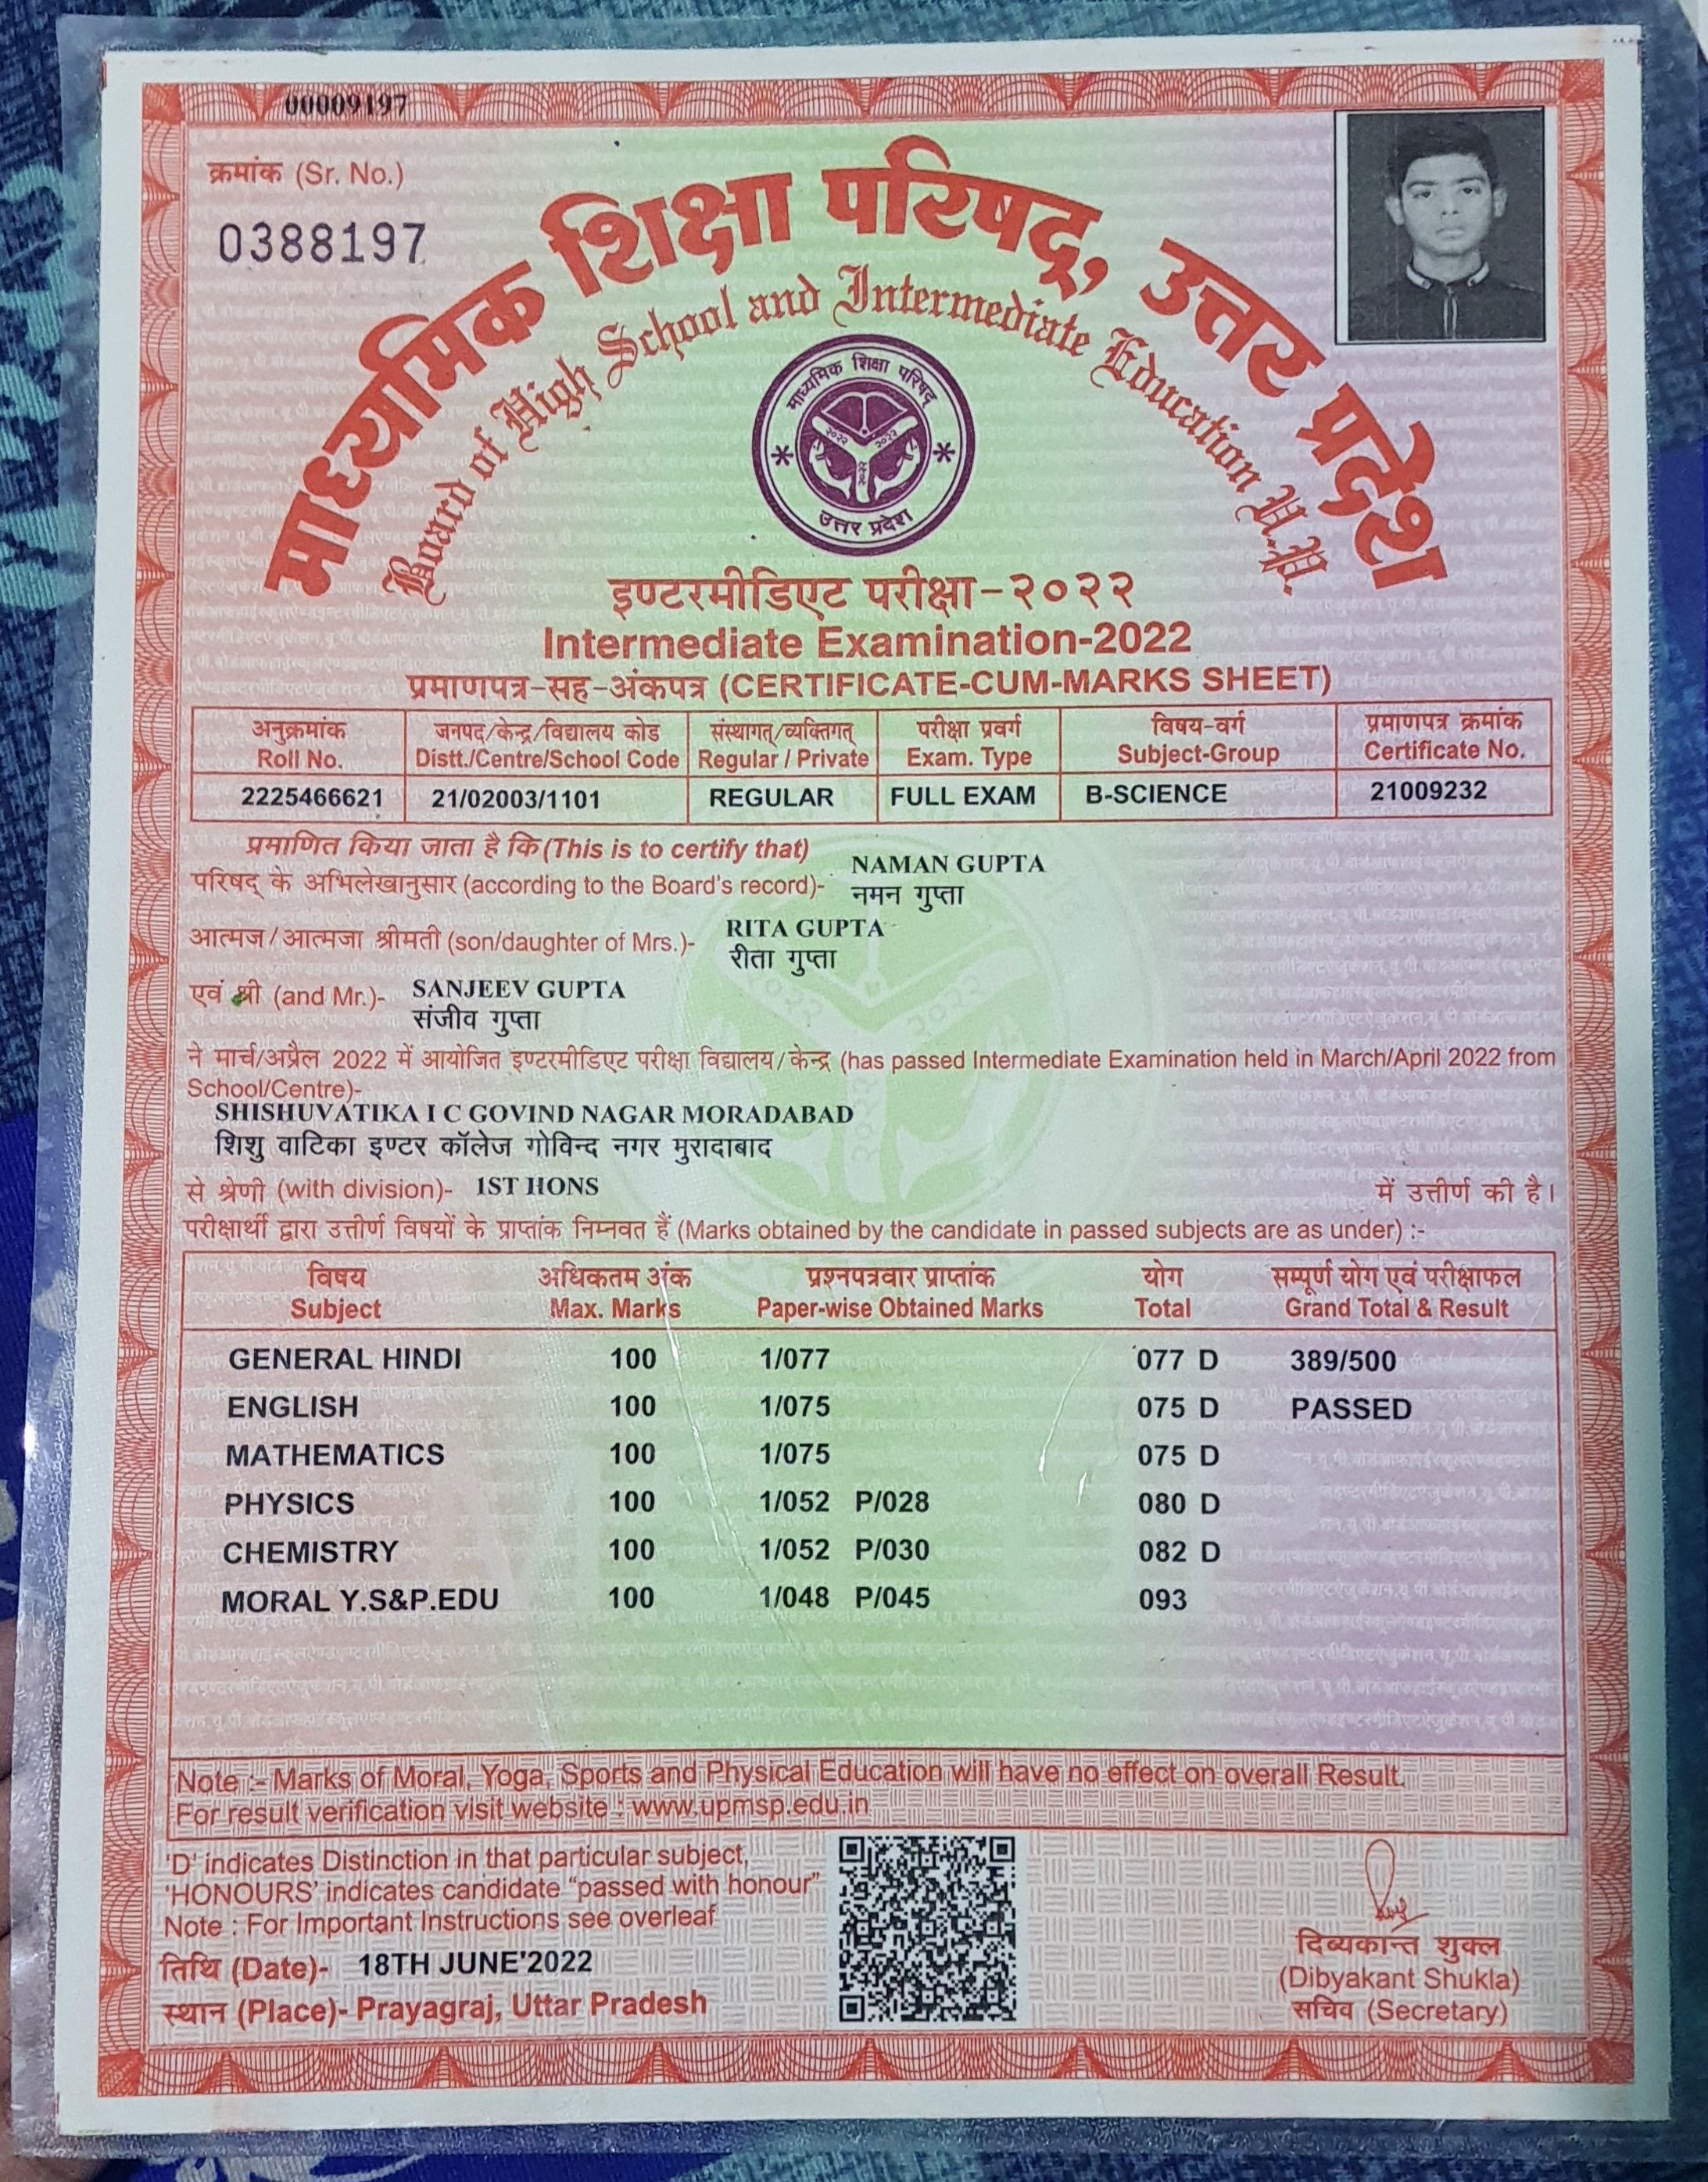 00009197
क्रमांक (Sr. No.)
0388197
माध्यमिक शिक्षा परिषद्, उत्तर प्रदेश
Board of High School and Intermediate Education U.P.
माध्यमिक शिक्षा परिषद्
२०२२ २०२२
२०२२
उत्तर प्रदेश
इण्टरमीडिएट परीक्षा-२०२२
Intermediate Examination-2022
प्रमाणपत्र-सह-अंकपत्र (CERTIFICATE-CUM-MARKS SHEET)
अनुक्रमांक जनपद/केन्द्र/विद्यालय कोड संस्थागत्/व्यक्तिगत् परीक्षा प्रवर्ग विषय-वर्ग प्रमाणपत्र क्रमांक
Roll No. Distt./Centre/School Code Regular / Private Exam. Type Subject-Group Certificate No.
2225466621 21/02003/1101 REGULAR FULL EXAM B-SCIENCE 21009232
प्रमाणित किया जाता है कि (This is to certify that)
परिषद् के अभिलेखानुसार (according to the Board's record)- NAMAN GUPTA
नमन गुप्ता
आत्मज/आत्मजा श्रीमती (son/daughter of Mrs.)- RITA GUPTA
रीता गुप्ता
एवं श्री (and Mr.)- SANJEEV GUPTA
संजीव गुप्ता
ने मार्च/अप्रैल 2022 में आयोजित इण्टरमीडिएट परीक्षा विद्यालय/केन्द्र (has passed Intermediate Examination held in March/April 2022 from
School/Centre)-
SHISHUVATIKA I C GOVIND NAGAR MORADABAD
शिशु वाटिका इण्टर कॉलेज गोविन्द नगर मुरादाबाद
से श्रेणी (with division)- 1ST HONS में उत्तीर्ण की है।
परीक्षार्थी द्वारा उत्तीर्ण विषयों के प्राप्तांक निम्नवत हैं (Marks obtained by the candidate in passed subjects are as under) :-
विषय अधिकतम अंक प्रश्नपत्रवार प्राप्तांक योग सम्पूर्ण योग एवं परीक्षाफल
Subject Max. Marks Paper-wise Obtained Marks Total Grand Total & Result
GENERAL HINDI 100 1/077 077 D 389/500
ENGLISH 100 1/075 075 D PASSED
MATHEMATICS 100 1/075 075 D
PHYSICS 100 1/052 P/028 080 D
CHEMISTRY 100 1/052 P/030 082 D
MORAL Y.S&P.EDU 100 1/048 P/045 093
Note :- Marks of Moral, Yoga, Sports and Physical Education will have no effect on overall Result.
For result verification visit website : www.upmsp.edu.in
'D' indicates Distinction in that particular subject,
'HONOURS' indicates candidate "passed with honour"
Note : For Important Instructions see overleaf
तिथि (Date)- 18TH JUNE'2022
स्थान (Place)- Prayagraj, Uttar Pradesh
दिव्यकान्त शुक्ल
(Dibyakant Shukla)
सचिव (Secretary)